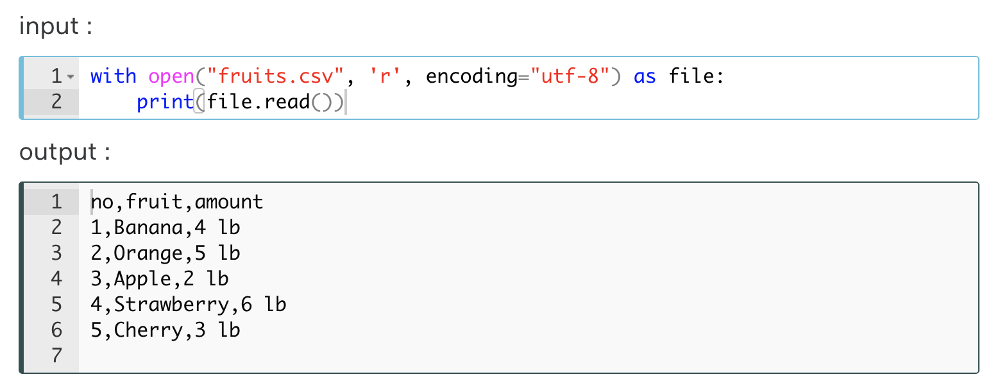 input :
1 with open("fruits.csv", 'r', encoding="utf-8") as file:
2     print(file.read())
output :
1 no,fruit,amount
2 1,Banana,4 lb
3 2,Orange,5 lb
4 3,Apple,2 lb
5 4,Strawberry,6 lb
6 5,Cherry,3 lb
7